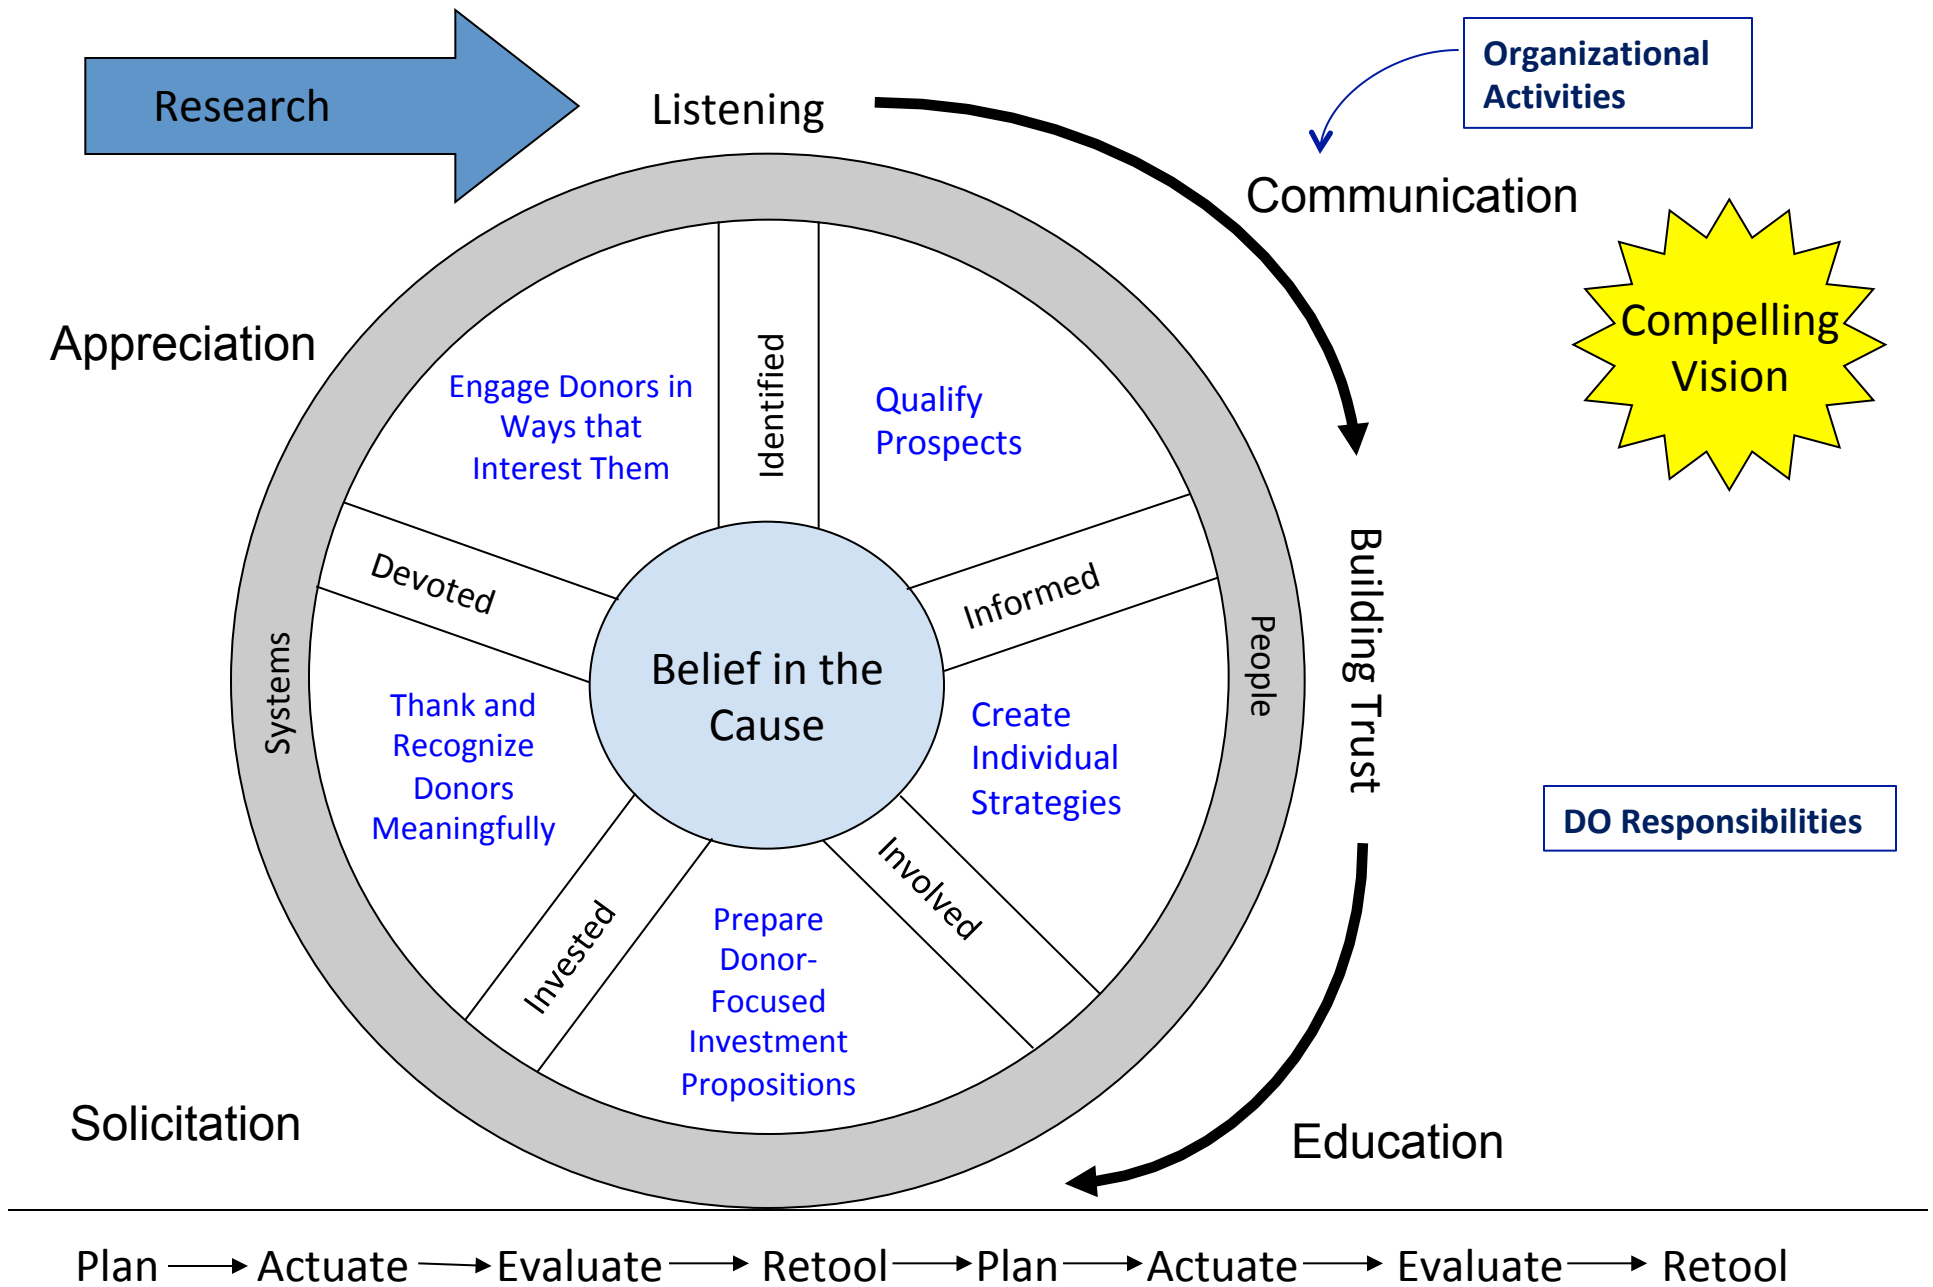 Research
Listening
Organizational
Activities
Communication
Compelling
Vision
Appreciation
Engage Donors in
Ways that
Interest Them
Identified
Qualify
Prospects
Devoted
Informed
Building Trust
Systems
People
Belief in the
Cause
Thank and
Recognize
Donors
Meaningfully
Create
Individual
Strategies
DO Responsibilities
Invested
Involved
Prepare
Donor-
Focused
Investment
Propositions
Solicitation
Education
Plan Actuate Evaluate Retool Plan Actuate Evaluate Retool